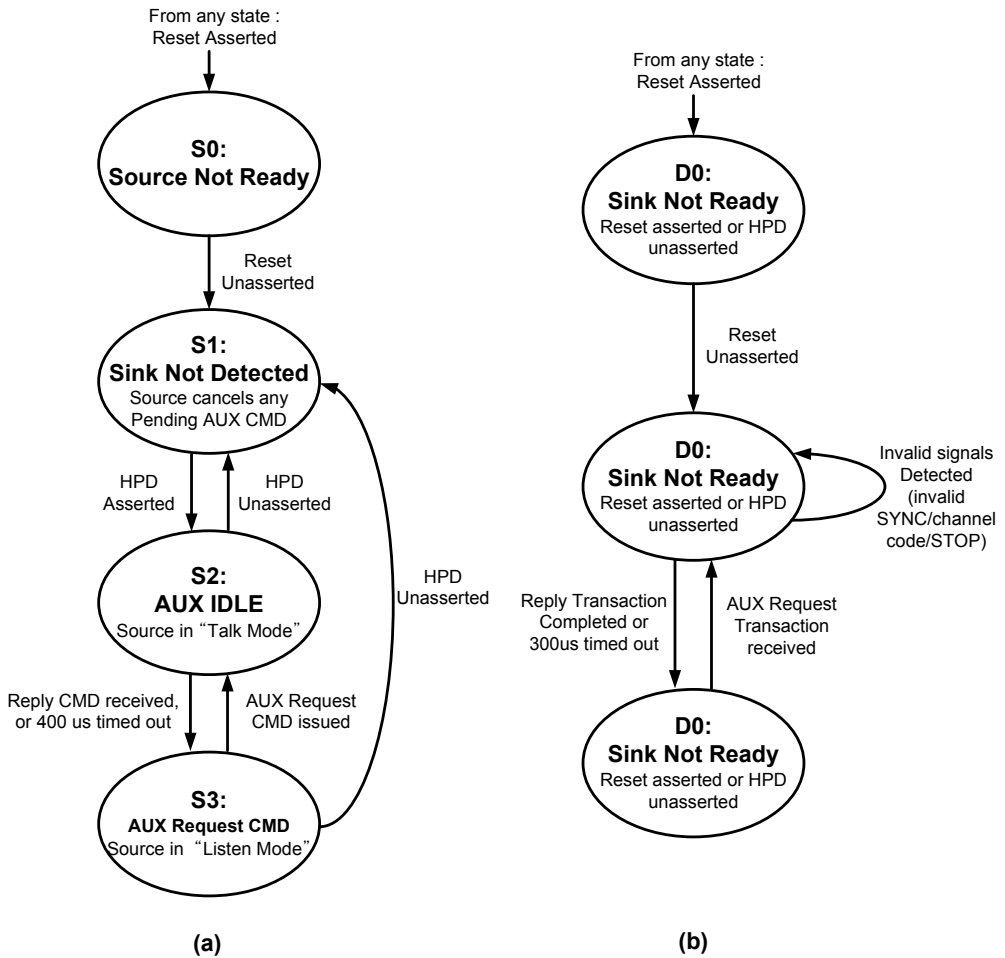 From any state :
Reset Asserted
S0:
Source Not Ready
Reset
Unasserted
S1:
Sink Not Detected
Source cancels any
Pending AUX CMD
HPD
Asserted
HPD
Unasserted
S2:
AUX IDLE
Source in “Talk Mode”
HPD
Unasserted
Reply CMD received,
or 400 us timed out
AUX Request
CMD issued
S3:
AUX Request CMD
Source in “Listen Mode”
(a)
From any state :
Reset Asserted
D0:
Sink Not Ready
Reset asserted or HPD
unasserted
Reset
Unasserted
D0:
Sink Not Ready
Reset asserted or HPD
unasserted
Invalid signals
Detected
(invalid
SYNC/channel
code/STOP)
Reply Transaction
Completed or
300us timed out
AUX Request
Transaction
received
D0:
Sink Not Ready
Reset asserted or HPD
unasserted
(b)